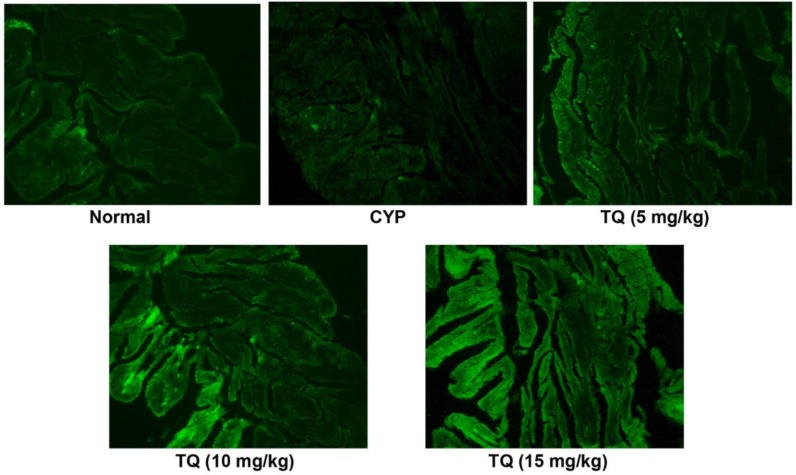 Normal
CYP
TQ (5 mg/kg)
TQ (10 mg/kg)
TQ (15 mg/kg)